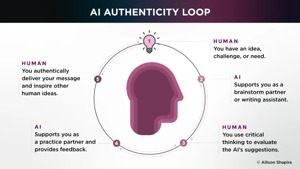 AI AUTHENTICITY LOOP
1
HUMAN
You have an idea,
challenge, or need.
2
AI
Supports you as a
brainstorm partner
or writing assistant.
3
HUMAN
You use critical
thinking to evaluate
the AI's suggestions.
4
AI
Supports you as
a practice partner and
provides feedback.
5
HUMAN
You authentically
deliver your message
and inspire other
human ideas.
© Allison Shapira